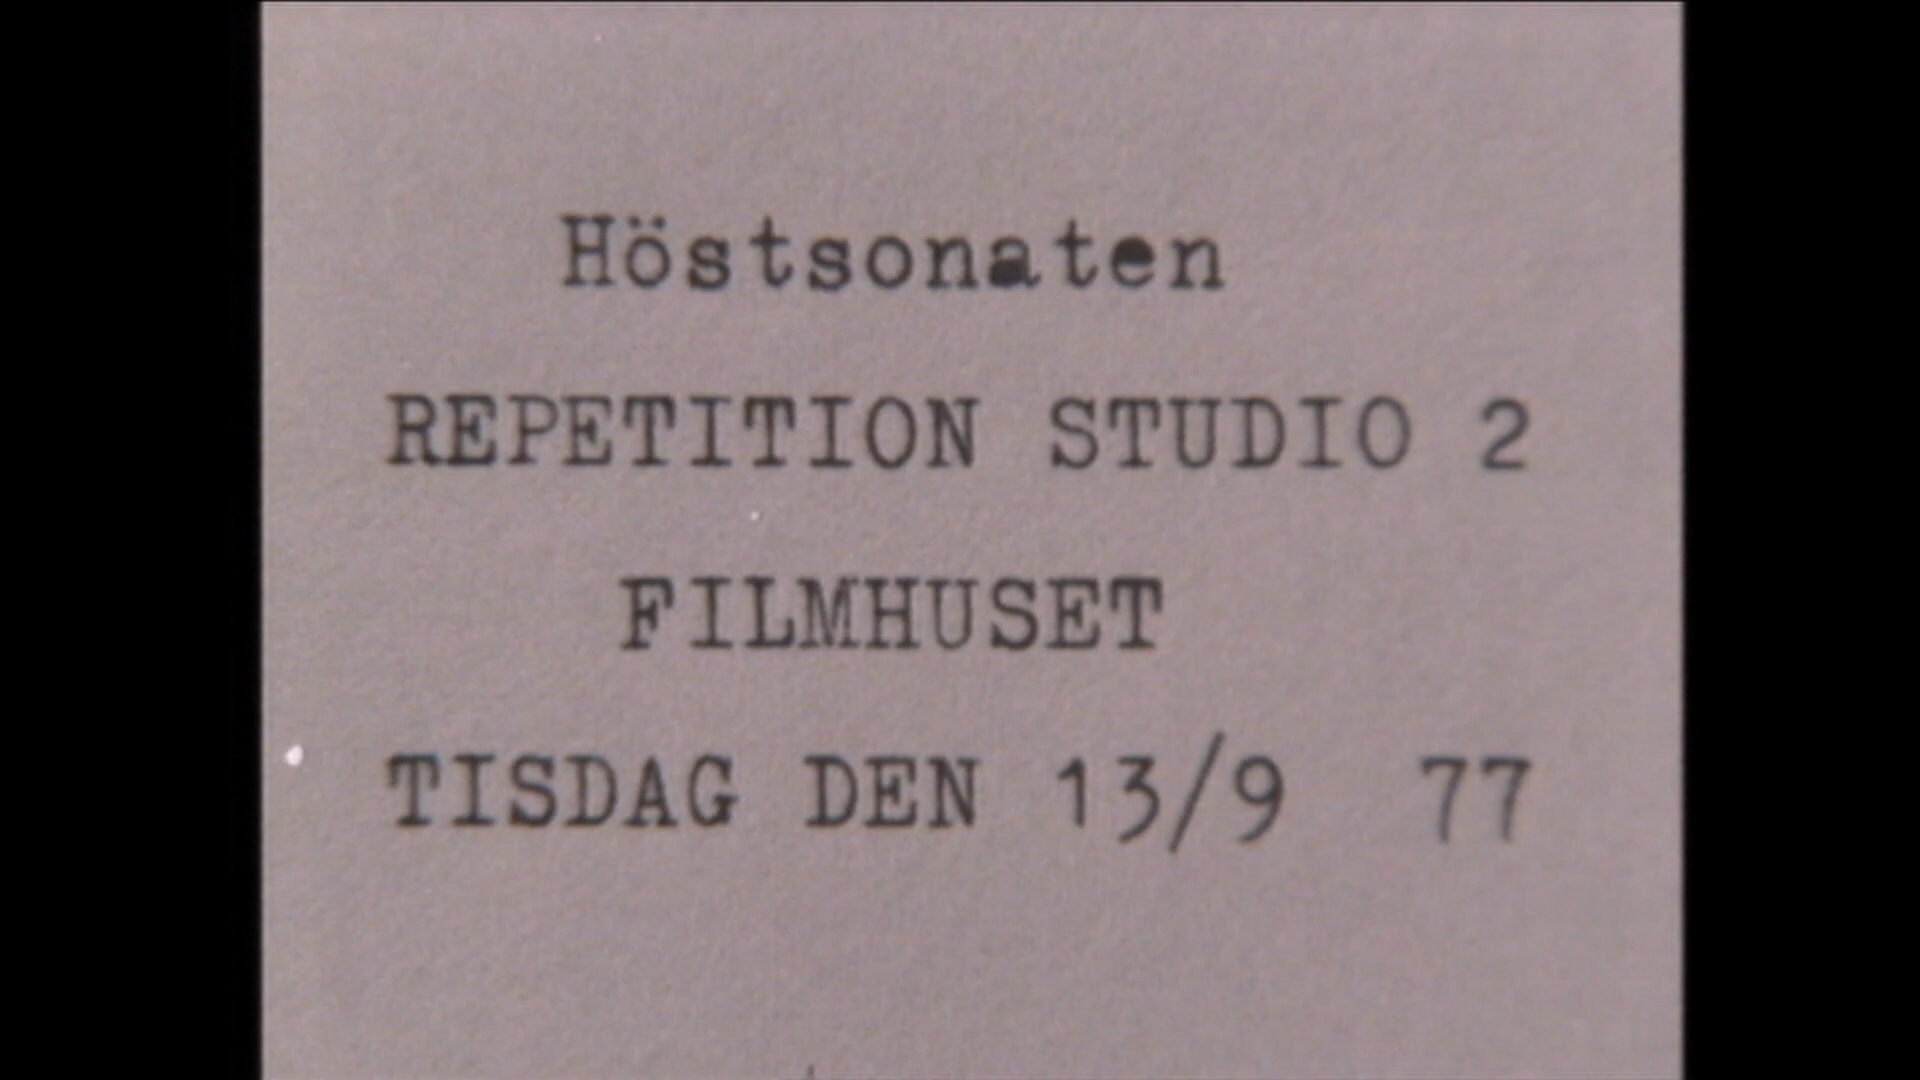 Höstsonaten
REPETITION STUDIO 2
FILMHUSET
TISDAG DEN 13/9 77